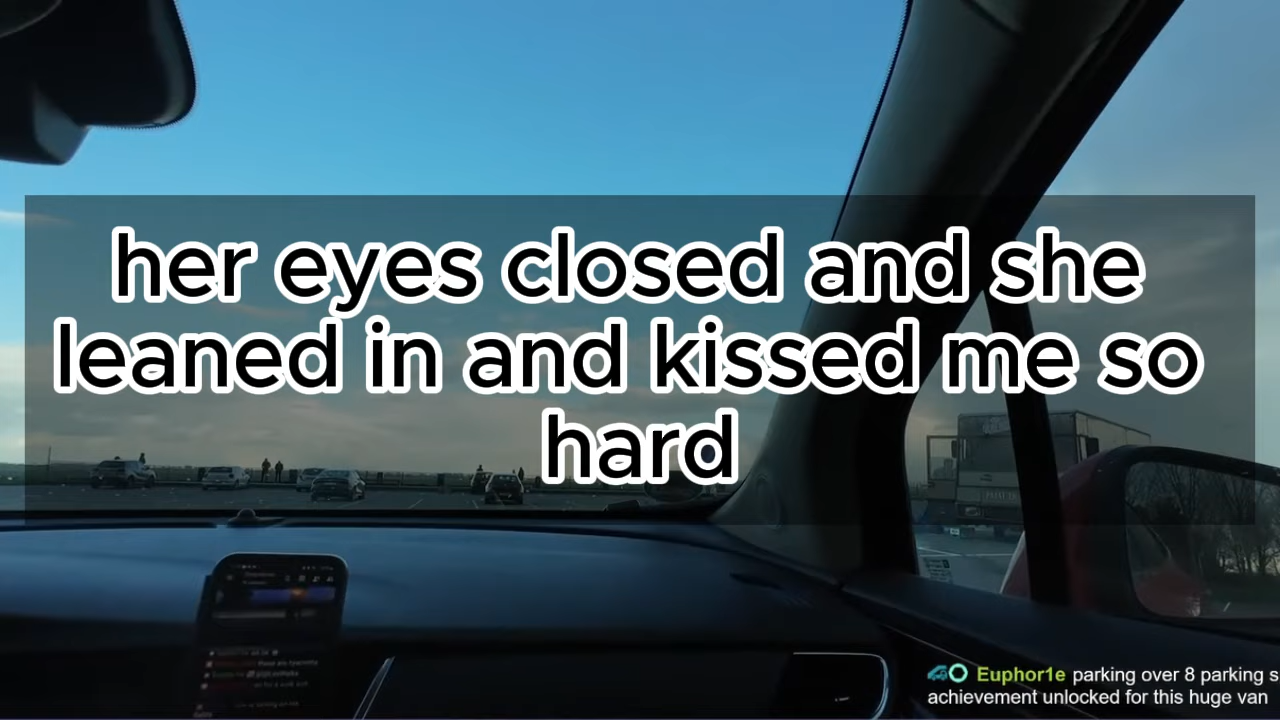 her eyes closed and she
leaned in and kissed me so
hard
Euphor1e parking over 8 parking s
achievement unlocked for this huge van